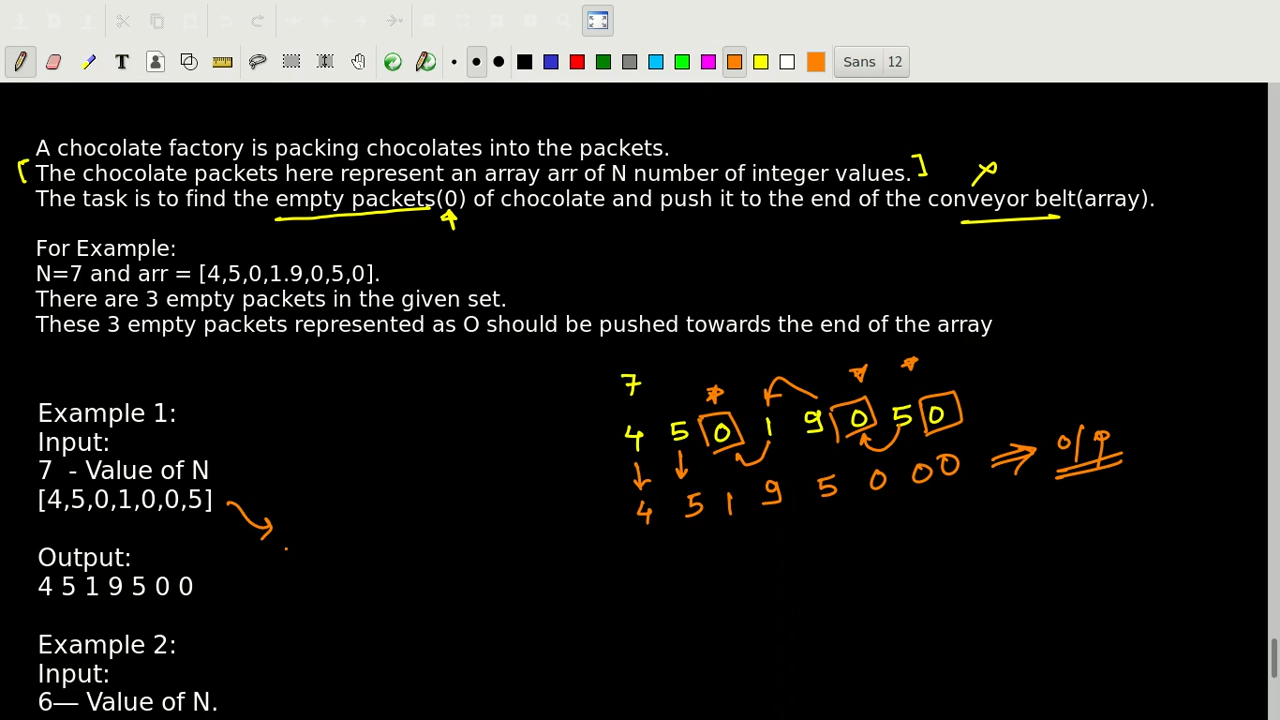 Sans 12
A chocolate factory is packing chocolates into the packets.
[The chocolate packets here represent an array arr of N number of integer values.]
The task is to find the empty packets(0) of chocolate and push it to the end of the conveyor belt(array).
For Example:
N=7 and arr = [4,5,0,1.9,0,5,0].
There are 3 empty packets in the given set.
These 3 empty packets represented as O should be pushed towards the end of the array
7
4 5 0 1 9 0 5 0
4 5 1 9 5 0 0 0 ⇒ o/p
Example 1:
Input:
7 - Value of N
[4,5,0,1,0,0,5]
Output:
4 5 1 9 5 0 0
Example 2:
Input:
6— Value of N.